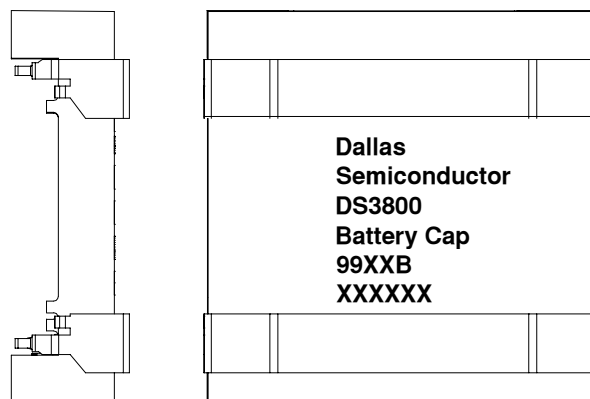 Dallas
Semiconductor
DS3800
Battery Cap
99XXB
XXXXXX